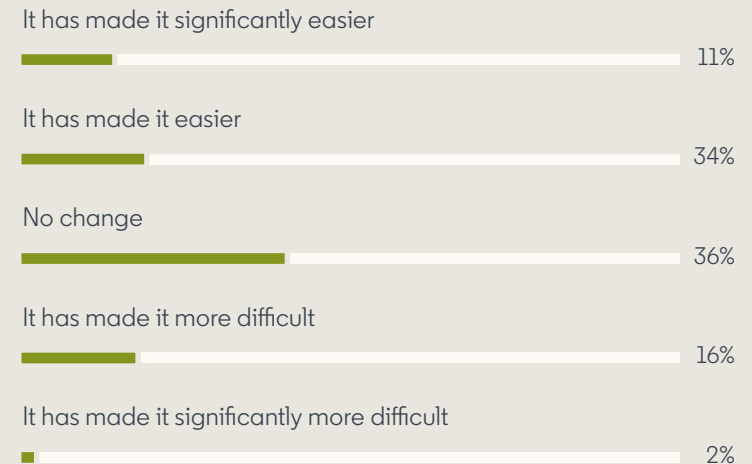 It has made it significantly easier
11%
It has made it easier
34%
No change
36%
It has made it more difficult
16%
It has made it significantly more difficult
2%